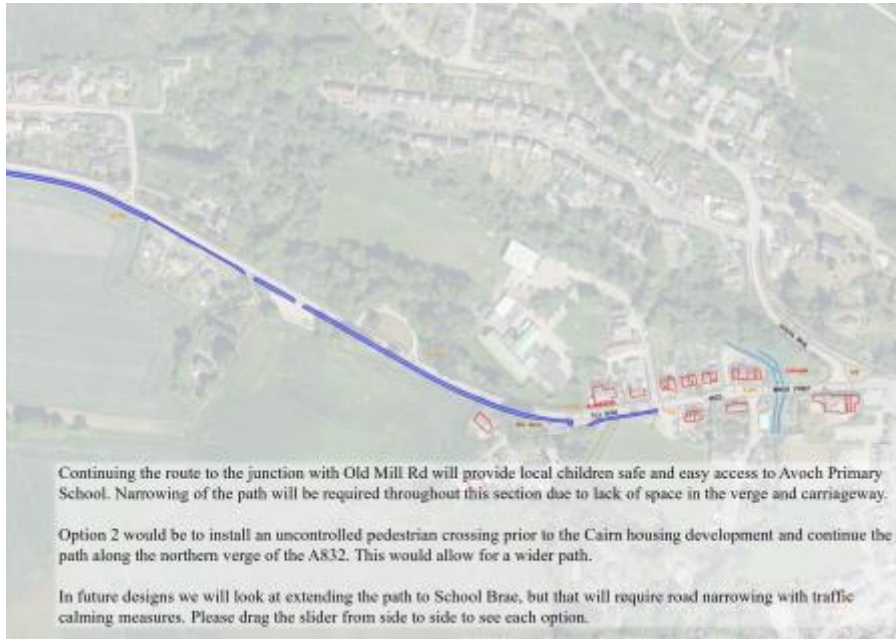 Continuing the route to the junction with Old Mill Rd will provide local children safe and easy access to Avoch Primary
School. Narrowing of the path will be required throughout this section due to lack of space in the verge and carriageway.
Option 2 would be to install an uncontrolled pedestrian crossing prior to the Cairn housing development and continue the
path along the northern verge of the A832. This would allow for a wider path.
In future designs we will look at extending the path to School Brae, but that will require road narrowing with traffic
calming measures. Please drag the slider from side to side to see each option.